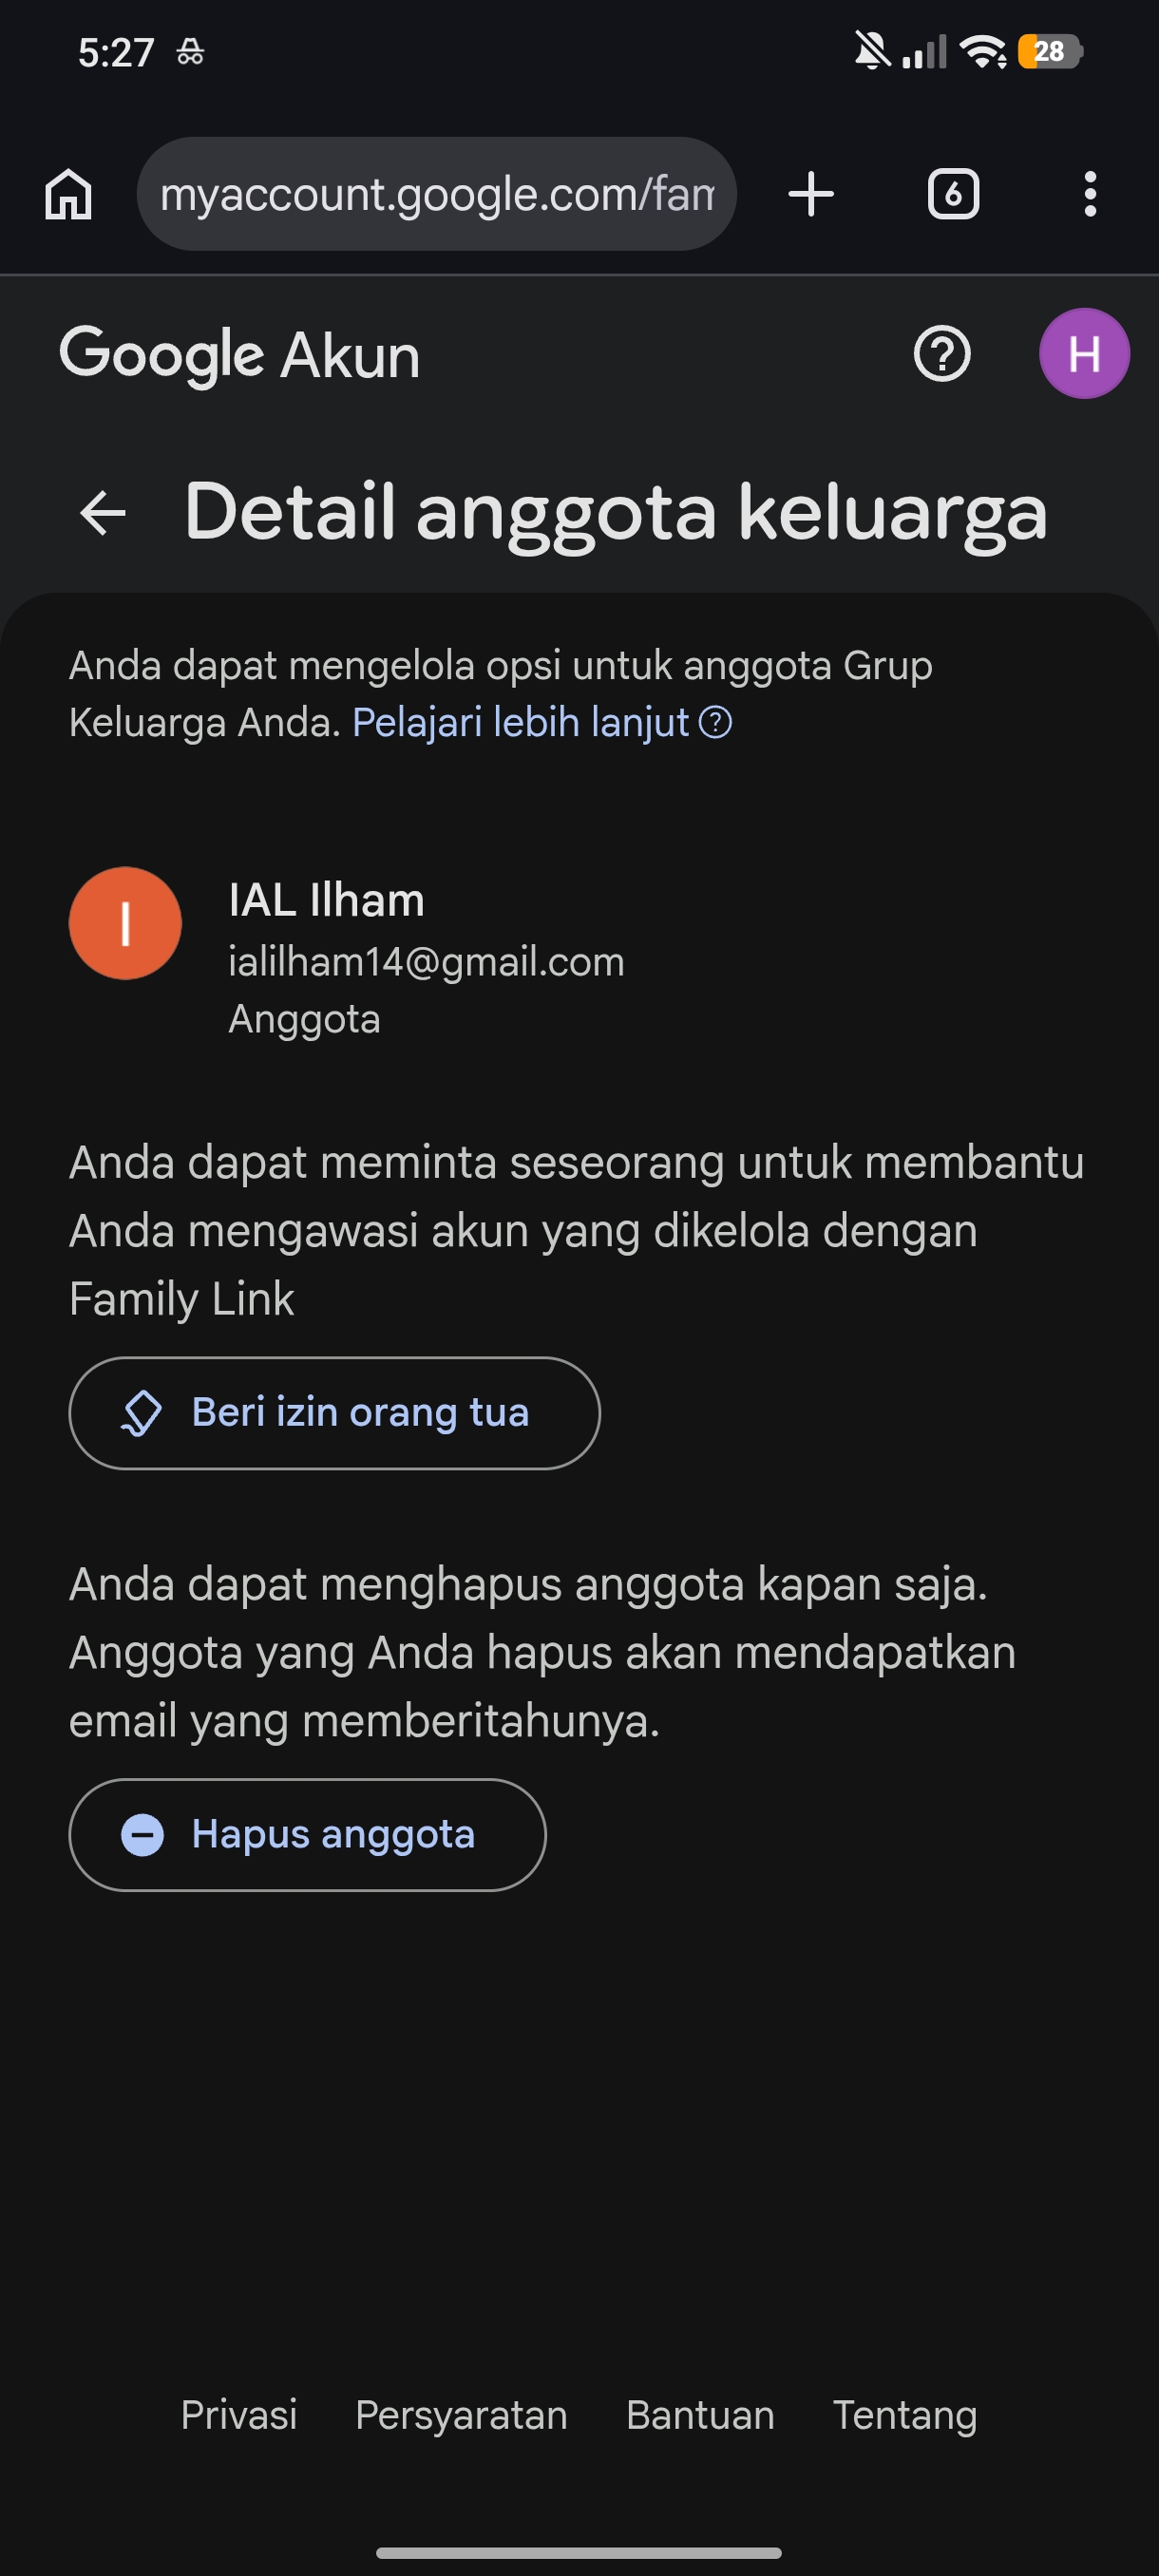 5:27
28
myaccount.google.com/fam
6
Google Akun
H
Detail anggota keluarga
Anda dapat mengelola opsi untuk anggota Grup
Keluarga Anda. Pelajari lebih lanjut
I
IAL Ilham
ialilham14@gmail.com
Anggota
Anda dapat meminta seseorang untuk membantu
Anda mengawasi akun yang dikelola dengan
Family Link
Beri izin orang tua
Anda dapat menghapus anggota kapan saja.
Anggota yang Anda hapus akan mendapatkan
email yang memberitahunya.
Hapus anggota
Privasi Persyaratan Bantuan Tentang